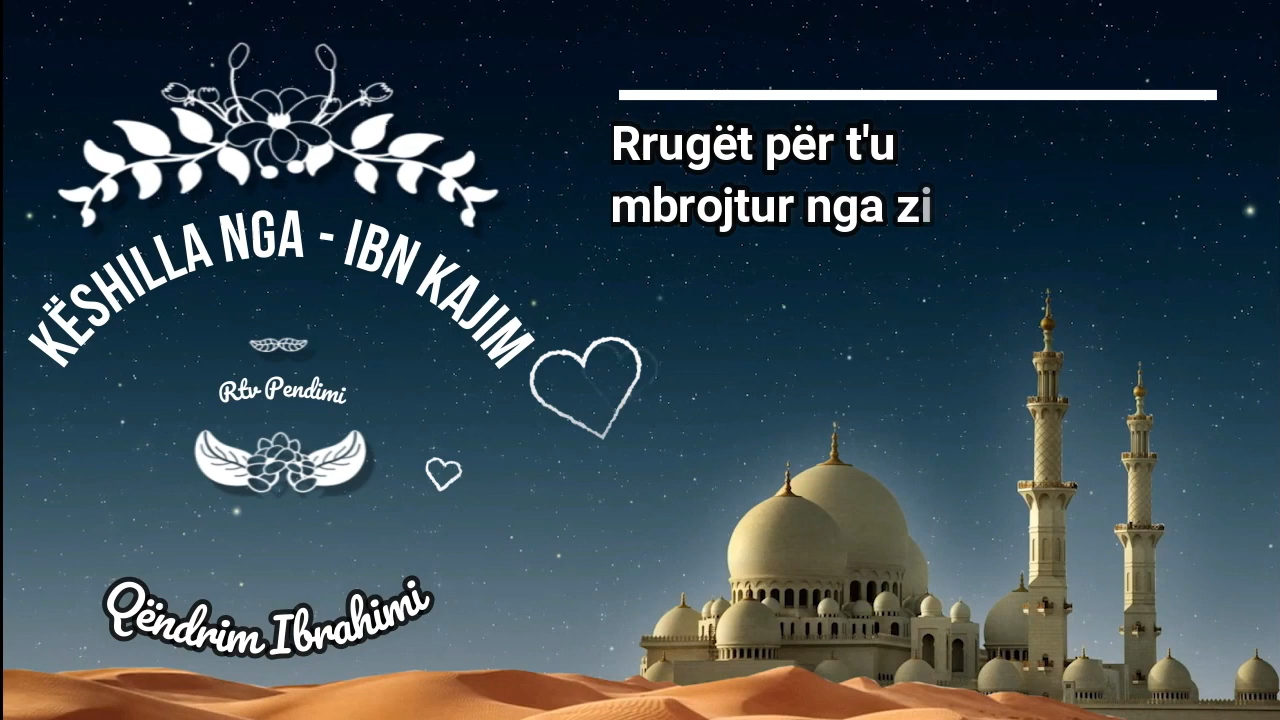 KËSHILLA NGA - IBN KAJIM
Rtv Pendimi
Qëndrim Ibrahimi
Rrugët për t'u
mbrojtur nga zi